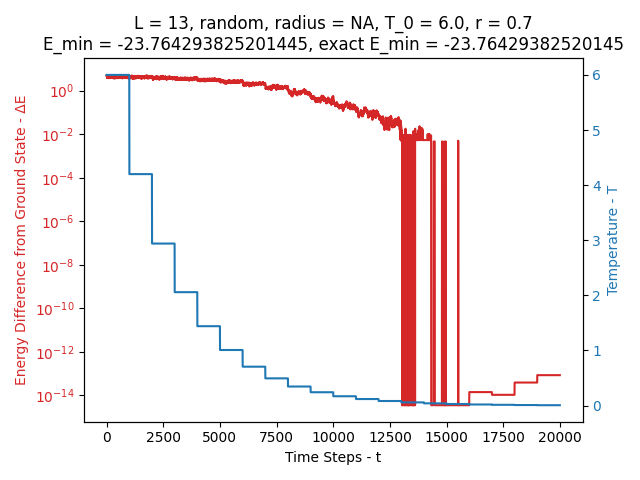 L = 13, random, radius = NA, T_0 = 6.0, r = 0.7
E_min = -23.764293825201445, exact E_min = -23.76429382520145
Energy Difference from Ground State - ΔE
10⁰
10⁻²
10⁻⁴
10⁻⁶
10⁻⁸
10⁻¹⁰
10⁻¹²
10⁻¹⁴
6
5
4
3
2
1
0
Temperature - T
0 2500 5000 7500 10000 12500 15000 17500 20000
Time Steps - t